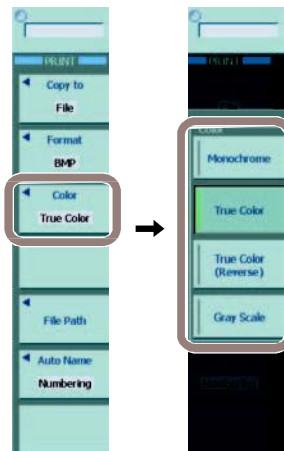 PRINT
Copy to
File
Format
BMP
Color
True Color
File Path
Auto Name
Numbering
PRINT
Color
Monochrome
True Color
True Color
(Reverse)
Gray Scale